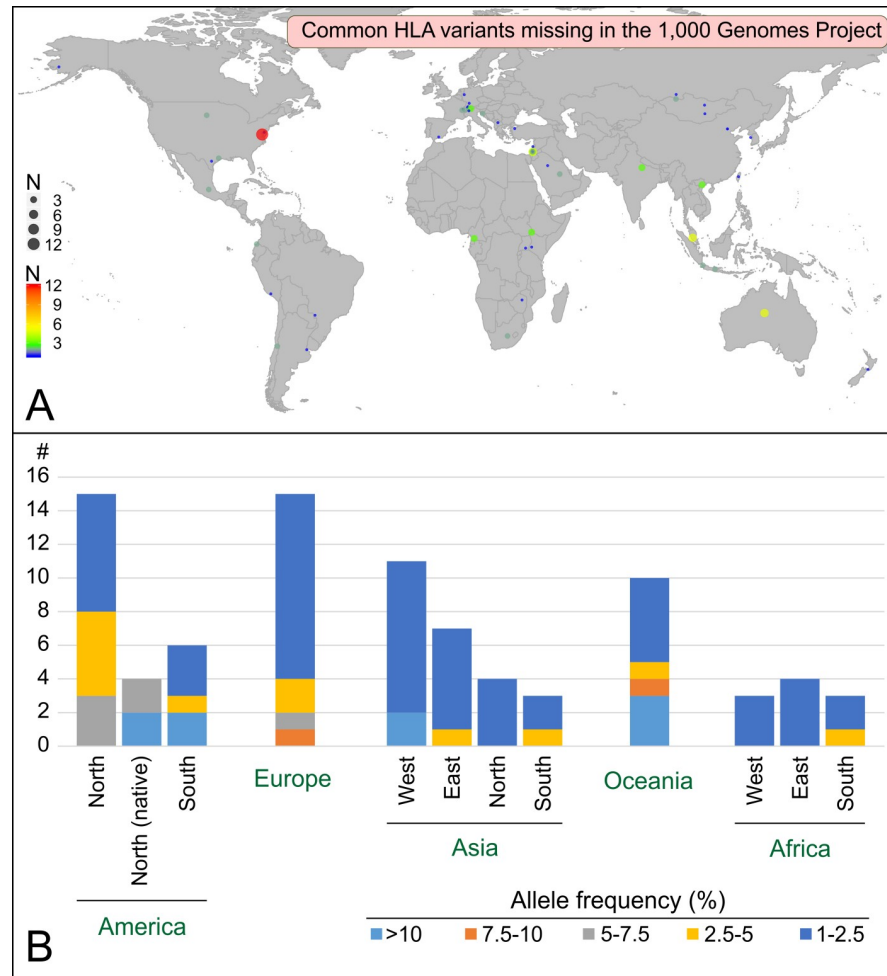 Common HLA variants missing in the 1,000 Genomes Project
N
3
6
9
12
N
12
9
6
3
A
#
16
14
12
10
8
6
4
2
0
North
North (native)
South
America
Europe
West
East
North
South
Asia
Oceania
West
East
South
Africa
Allele frequency (%)
>10 7.5-10 5-7.5 2.5-5 1-2.5
B